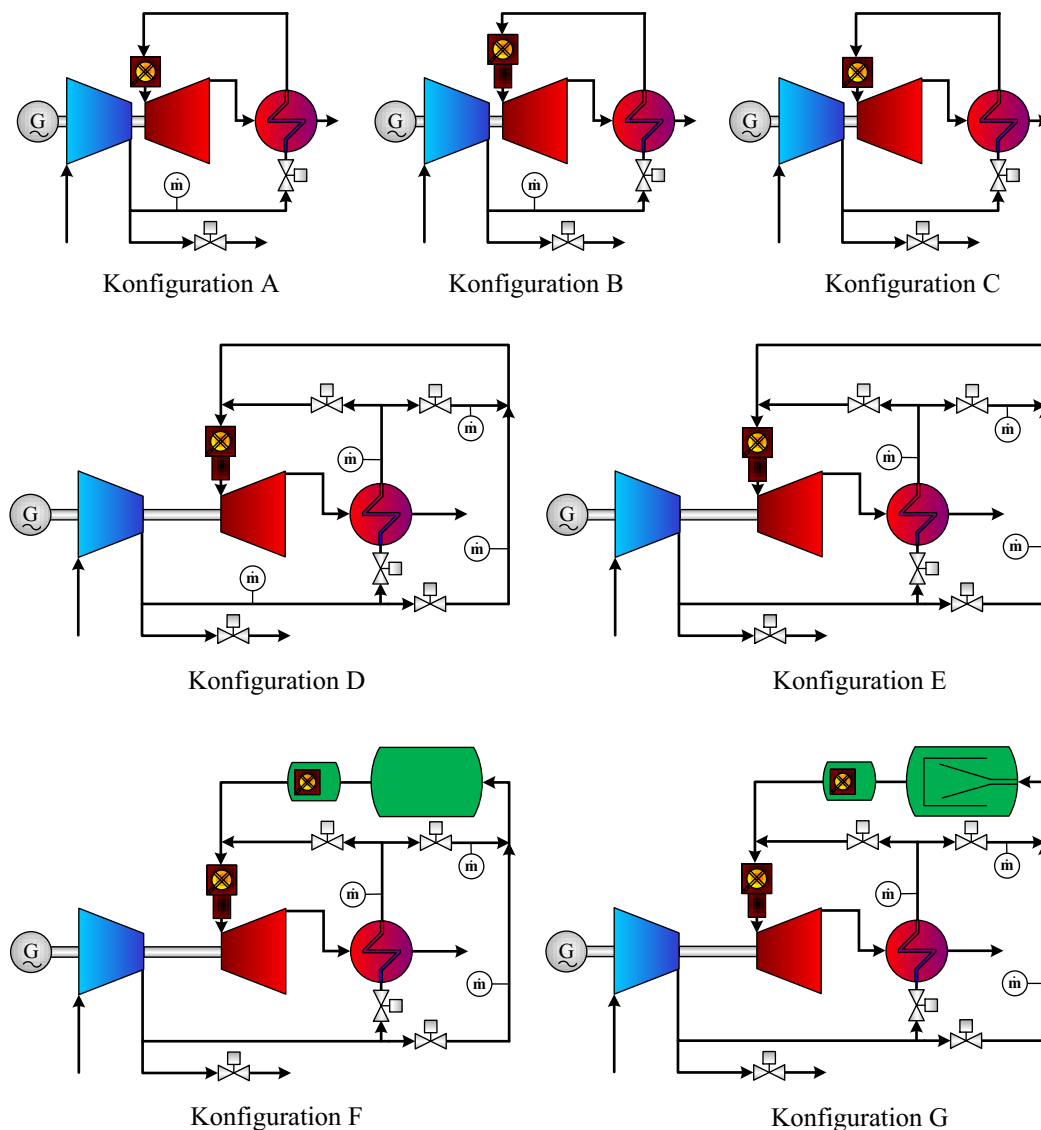 G
ṁ
Konfiguration A
G
ṁ
Konfiguration B
G
Konfiguration C
ṁ
ṁ
G
ṁ
ṁ
Konfiguration D
ṁ
ṁ
G
ṁ
Konfiguration E
ṁ
ṁ
G
ṁ
Konfiguration F
ṁ
ṁ
G
ṁ
Konfiguration G